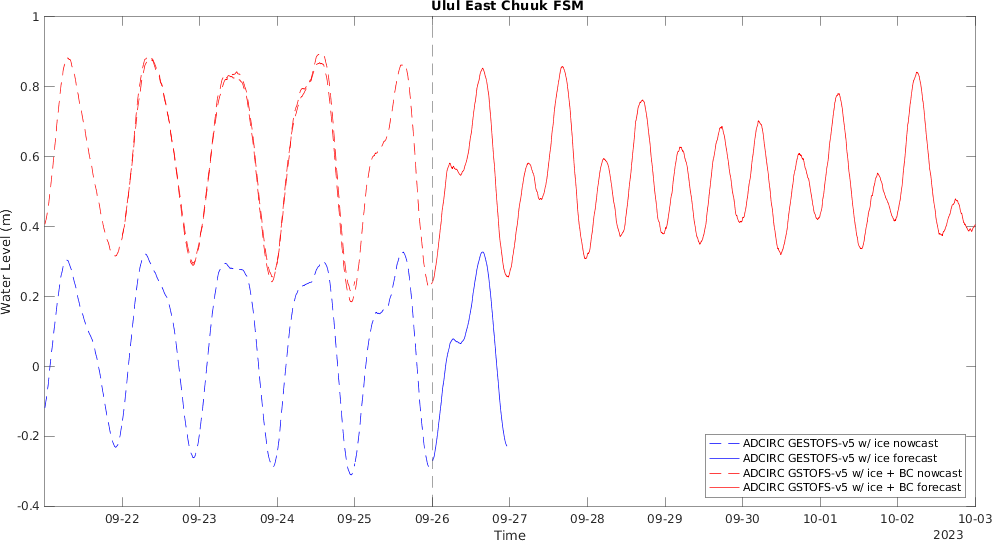 Ulul East Chuuk FSM
1
0.8
0.6
0.4
0.2
0
-0.2
-0.4
Water Level (m)
ADCIRC GESTOFS-v5 w/ ice nowcast
ADCIRC GESTOFS-v5 w/ ice forecast
ADCIRC GSTOFS-v5 w/ ice + BC nowcast
ADCIRC GSTOFS-v5 w/ ice + BC forecast
09-22 09-23 09-24 09-25 09-26 09-27 09-28 09-29 09-30 10-01 10-02 10-03
Time
2023